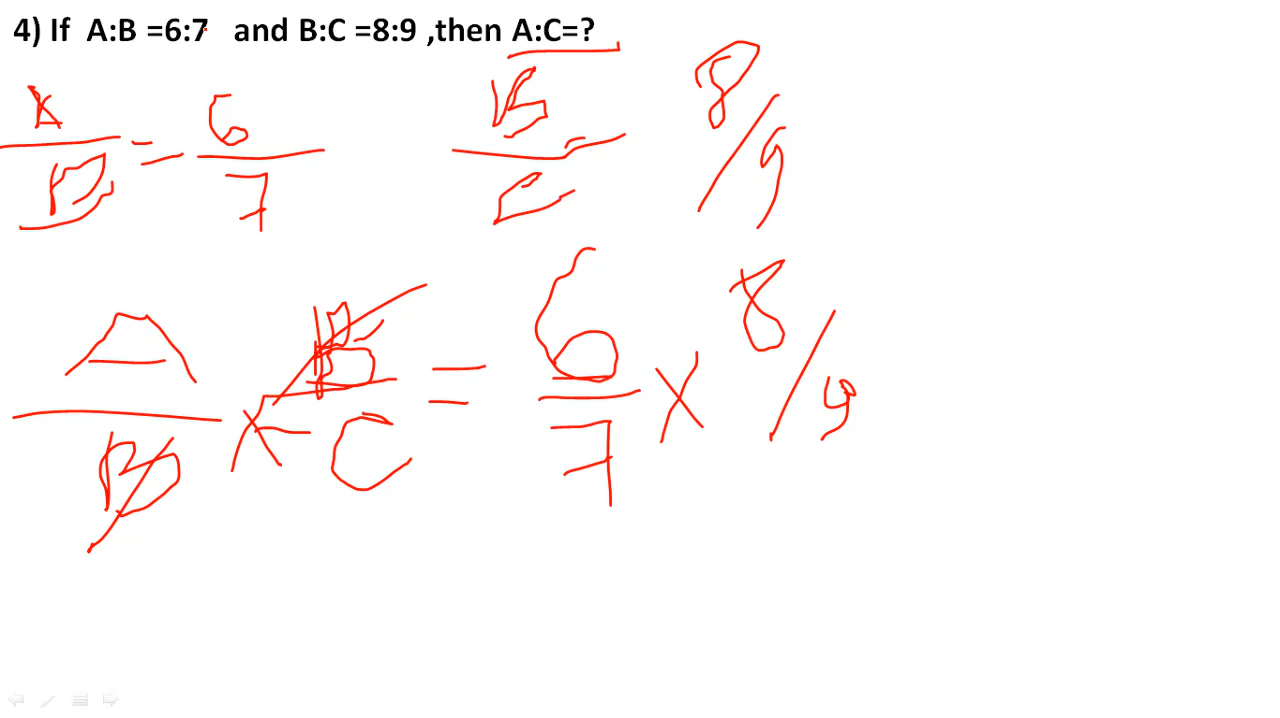 4) If A:B =6:7 and B:C =8:9 ,then A:C=?
A/B = 6/7 B/C = 8/9
A/B x B/C = 6/7 x 8/9